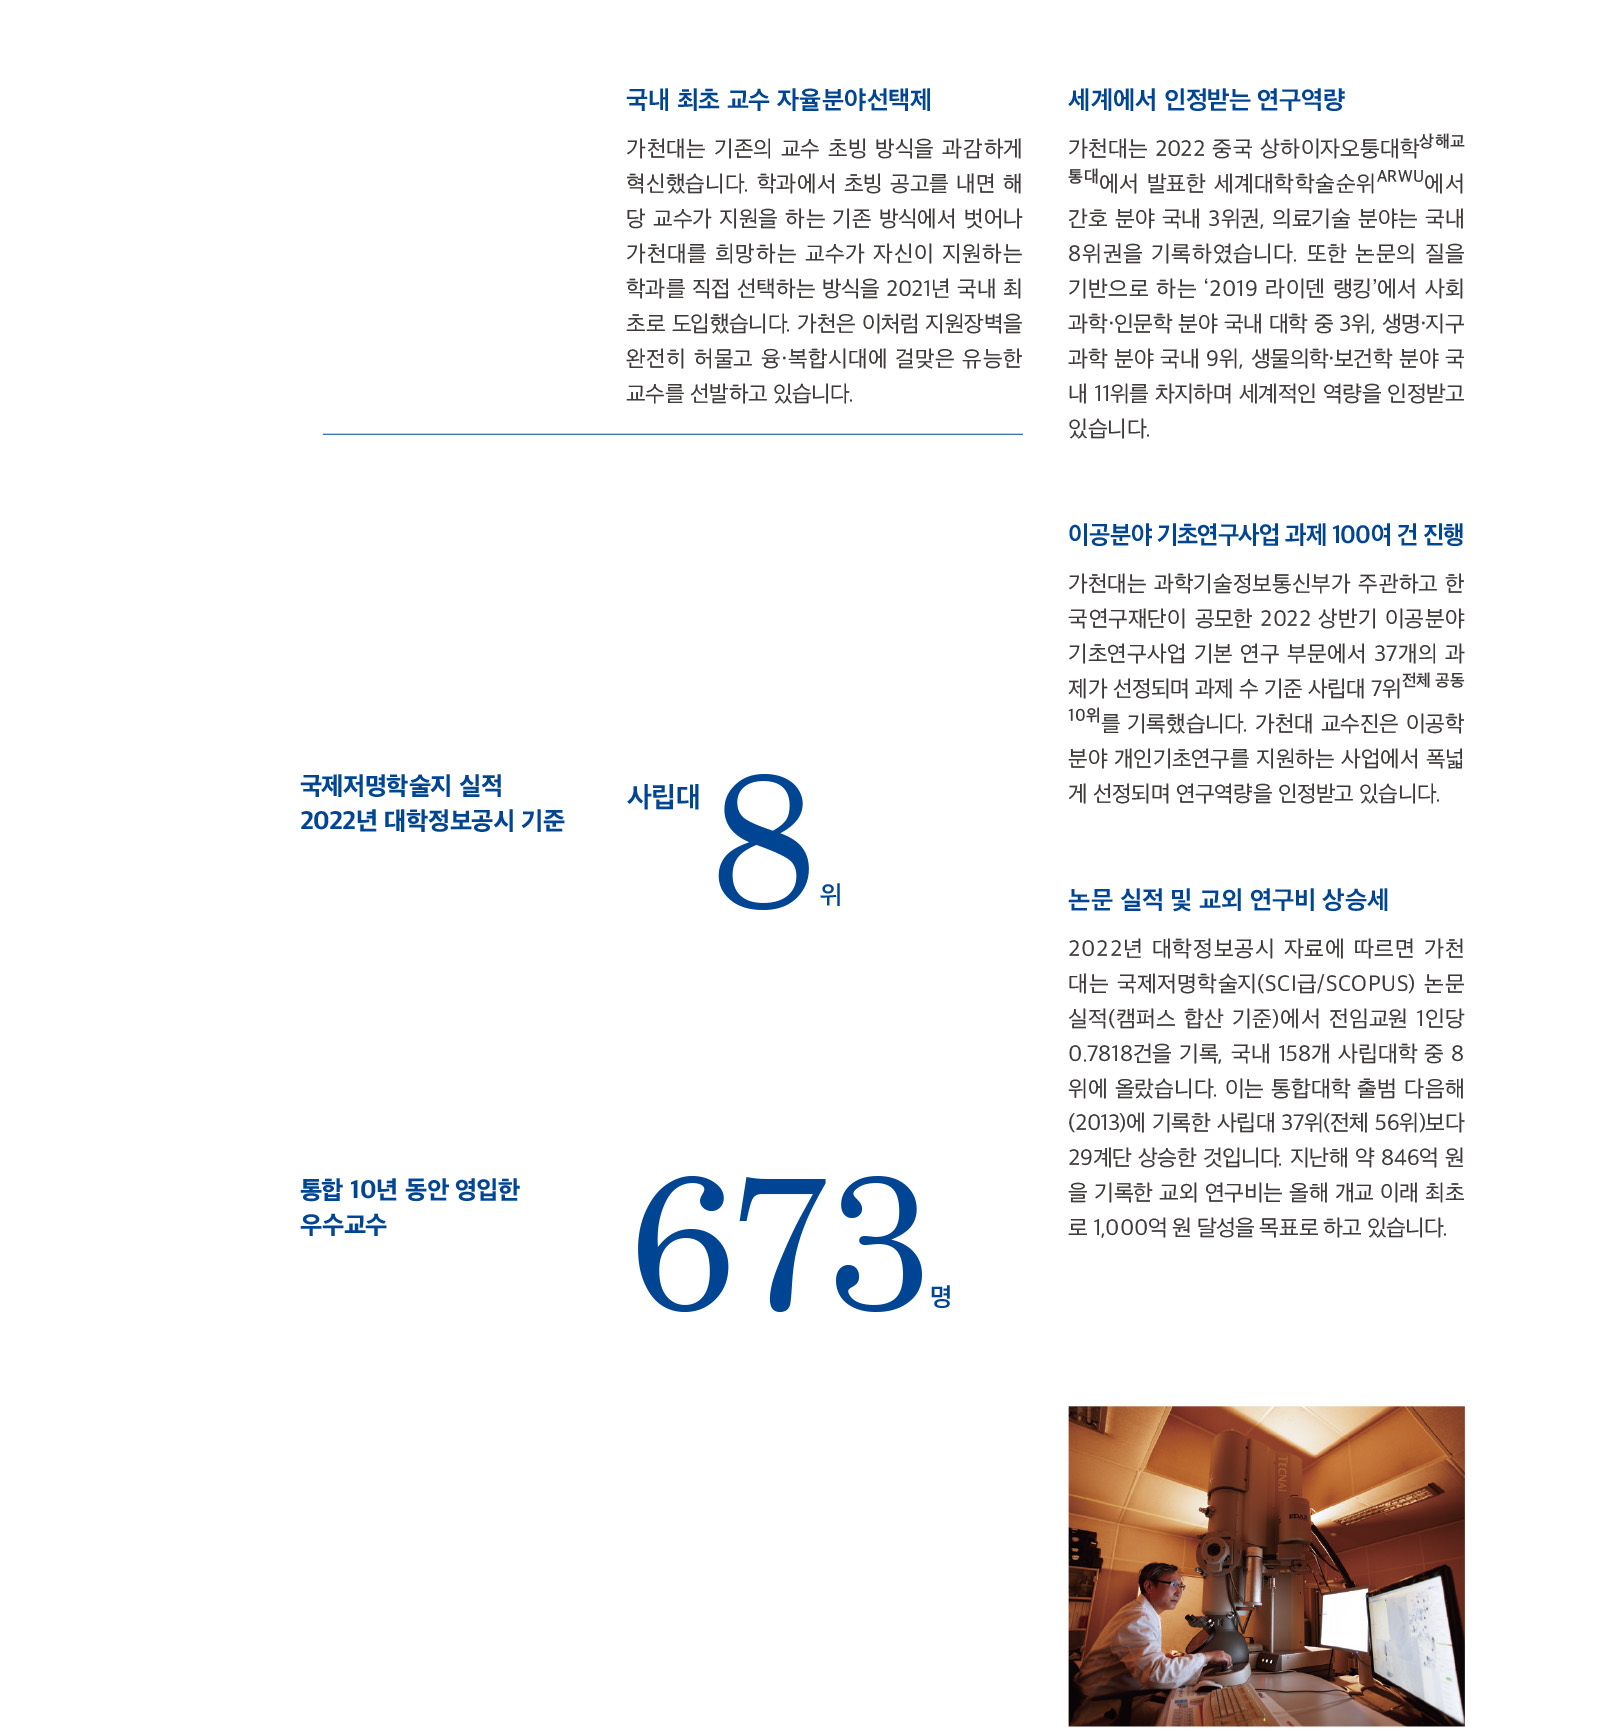 국내 최초 교수 자율분야선택제
가천대는 기존의 교수 초빙 방식을 과감하게
혁신했습니다. 학과에서 초빙 공고를 내면 해
당 교수가 지원을 하는 기존 방식에서 벗어나
가천대를 희망하는 교수가 자신이 지원하는
학과를 직접 선택하는 방식을 2021년 국내 최
초로 도입했습니다. 가천은 이처럼 지원장벽을
완전히 허물고 융·복합시대에 걸맞은 유능한
교수를 선발하고 있습니다.
국제저명학술지 실적
2022년 대학정보공시 기준
사립대 8위
통합 10년 동안 영입한
우수교수
673명
세계에서 인정받는 연구역량
가천대는 2022 중국 상하이자오퉁대학상해교
통대에서 발표한 세계대학학술순위ARWU에서
간호 분야 국내 3위권, 의료기술 분야는 국내
8위권을 기록하였습니다. 또한 논문의 질을
기반으로 하는 ‘2019 라이덴 랭킹’에서 사회
과학·인문학 분야 국내 대학 중 3위, 생명·지구
과학 분야 국내 9위, 생물의학·보건학 분야 국
내 11위를 차지하며 세계적인 역량을 인정받고
있습니다.
이공분야 기초연구사업 과제 100여 건 진행
가천대는 과학기술정보통신부가 주관하고 한
국연구재단이 공모한 2022 상반기 이공분야
기초연구사업 기본 연구 부문에서 37개의 과
제가 선정되며 과제 수 기준 사립대 7위전체 공동
10위를 기록했습니다. 가천대 교수진은 이공학
분야 개인기초연구를 지원하는 사업에서 폭넓
게 선정되며 연구역량을 인정받고 있습니다.
논문 실적 및 교외 연구비 상승세
2022년 대학정보공시 자료에 따르면 가천
대는 국제저명학술지(SCI급/SCOPUS) 논문
실적(캠퍼스 합산 기준)에서 전임교원 1인당
0.7818건을 기록, 국내 158개 사립대학 중 8
위에 올랐습니다. 이는 통합대학 출범 다음해
(2013)에 기록한 사립대 37위(전체 56위)보다
29계단 상승한 것입니다. 지난해 약 846억 원
을 기록한 교외 연구비는 올해 개교 이래 최초
로 1,000억 원 달성을 목표로 하고 있습니다.
TECNAI